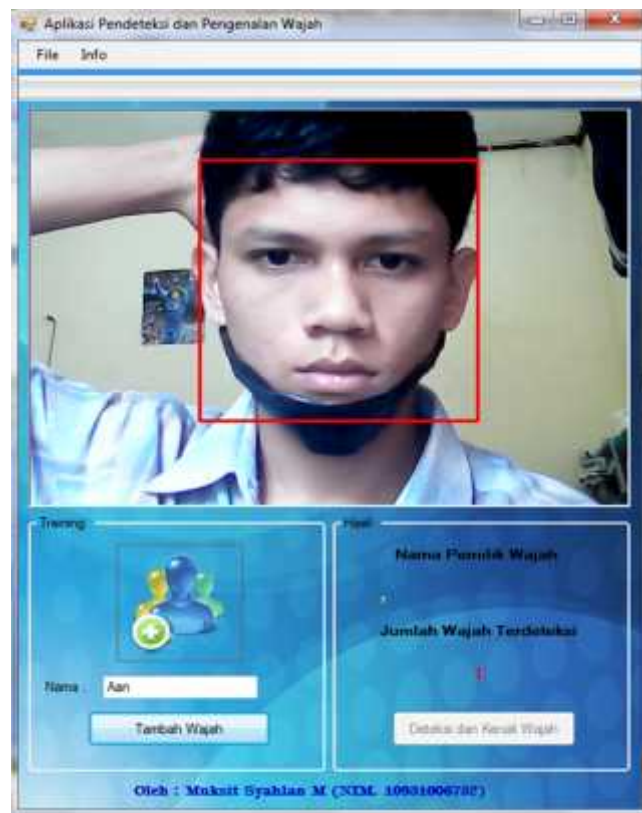 Aplikasi Pendeteksi dan Pengenalan Wajah
File Info
Training
Nama : Aan
Tambah Wajah
Hasil
Nama Pemilik Wajah
,
Jumlah Wajah Terdeteksi
1
Deteksi dan Kenali Wajah
Oleh : Muksit Syahlan M (NIM.